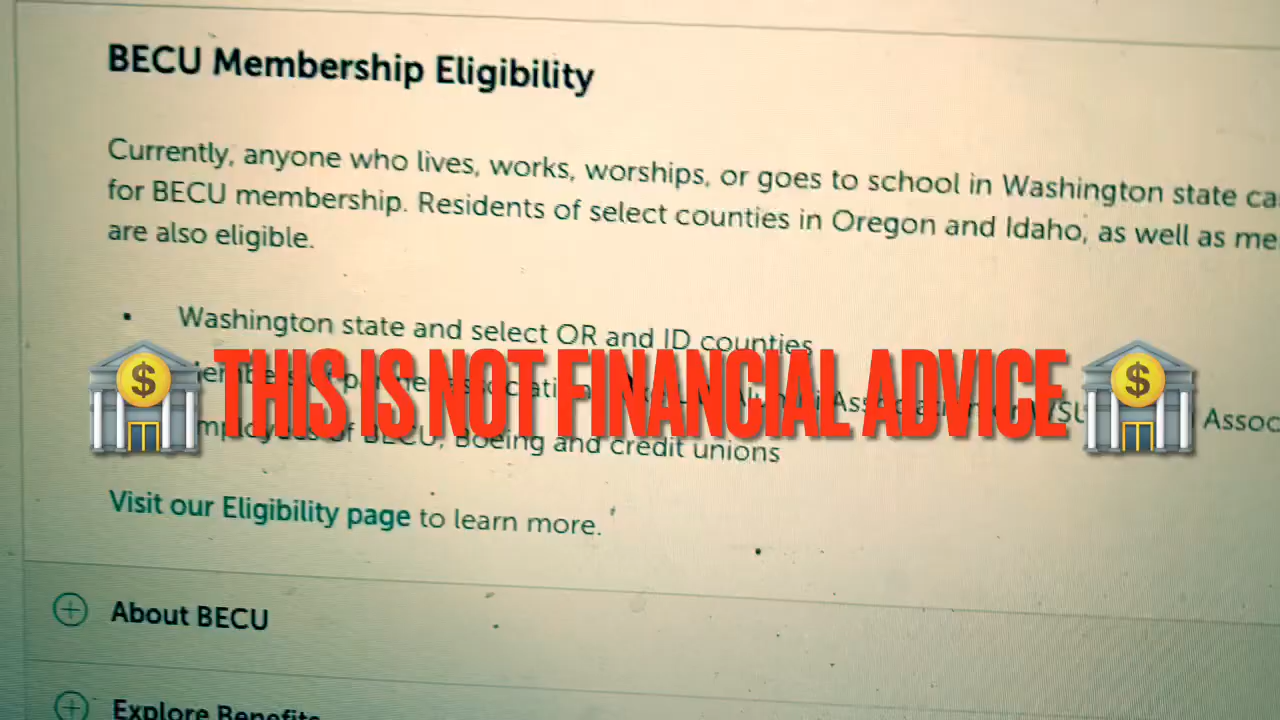 BECU Membership Eligibility
Currently, anyone who lives, works, worships, or goes to school in Washington state
for BECU membership. Residents of select counties in Oregon and Idaho, as well as
are also eligible.
• Washington state and select OR and ID counties
THIS IS NOT FINANCIAL ADVICE
of BECU, Boeing and credit unions
Visit our Eligibility page to learn more.
About BECU
Explore Benefits